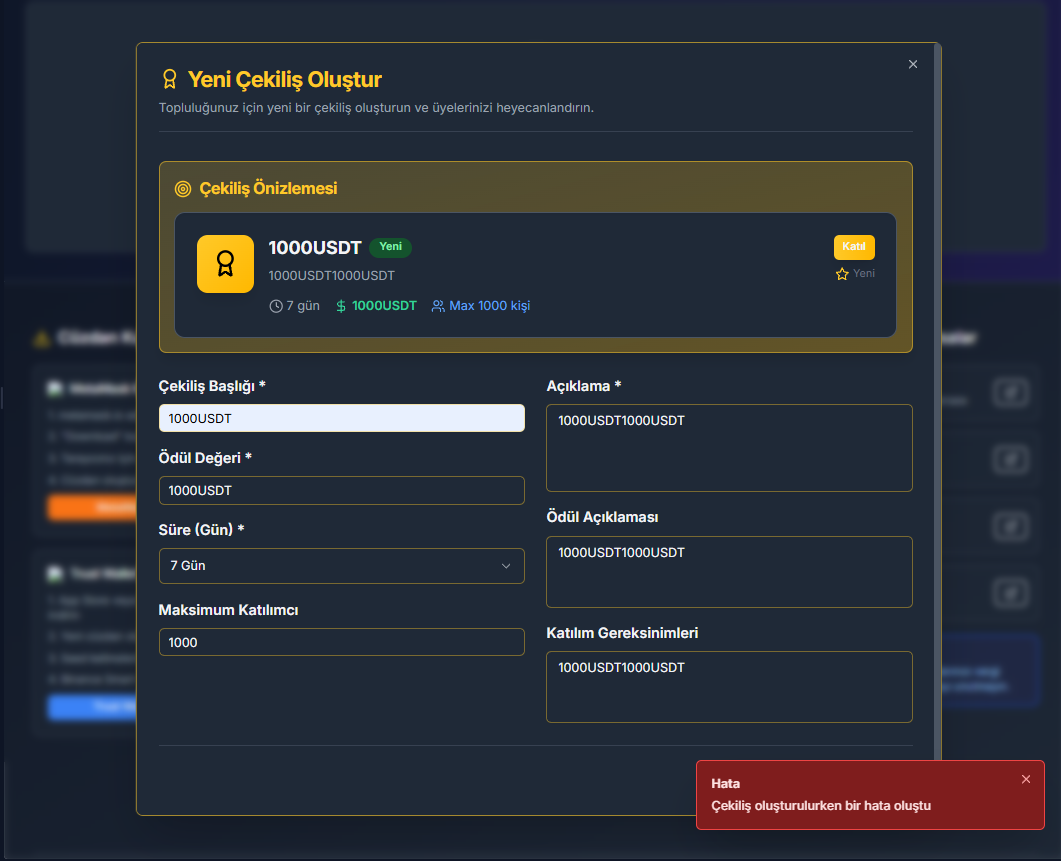 Yeni Çekiliş Oluştur
Topluluğunuz için yeni bir çekiliş oluşturun ve üyelerinizi heyecanlandırın.
Çekiliş Önizlemesi
1000USDT Yeni
Katıl
1000USDT1000USDT
Yeni
7 gün $ 1000USDT Max 1000 kişi
Çekiliş Başlığı *
1000USDT
Ödül Değeri *
1000USDT
Süre (Gün) *
7 Gün
Maksimum Katılımcı
1000
Açıklama *
1000USDT1000USDT
Ödül Açıklaması
1000USDT1000USDT
Katılım Gereksinimleri
1000USDT1000USDT
Hata
Çekiliş oluşturulurken bir hata oluştu